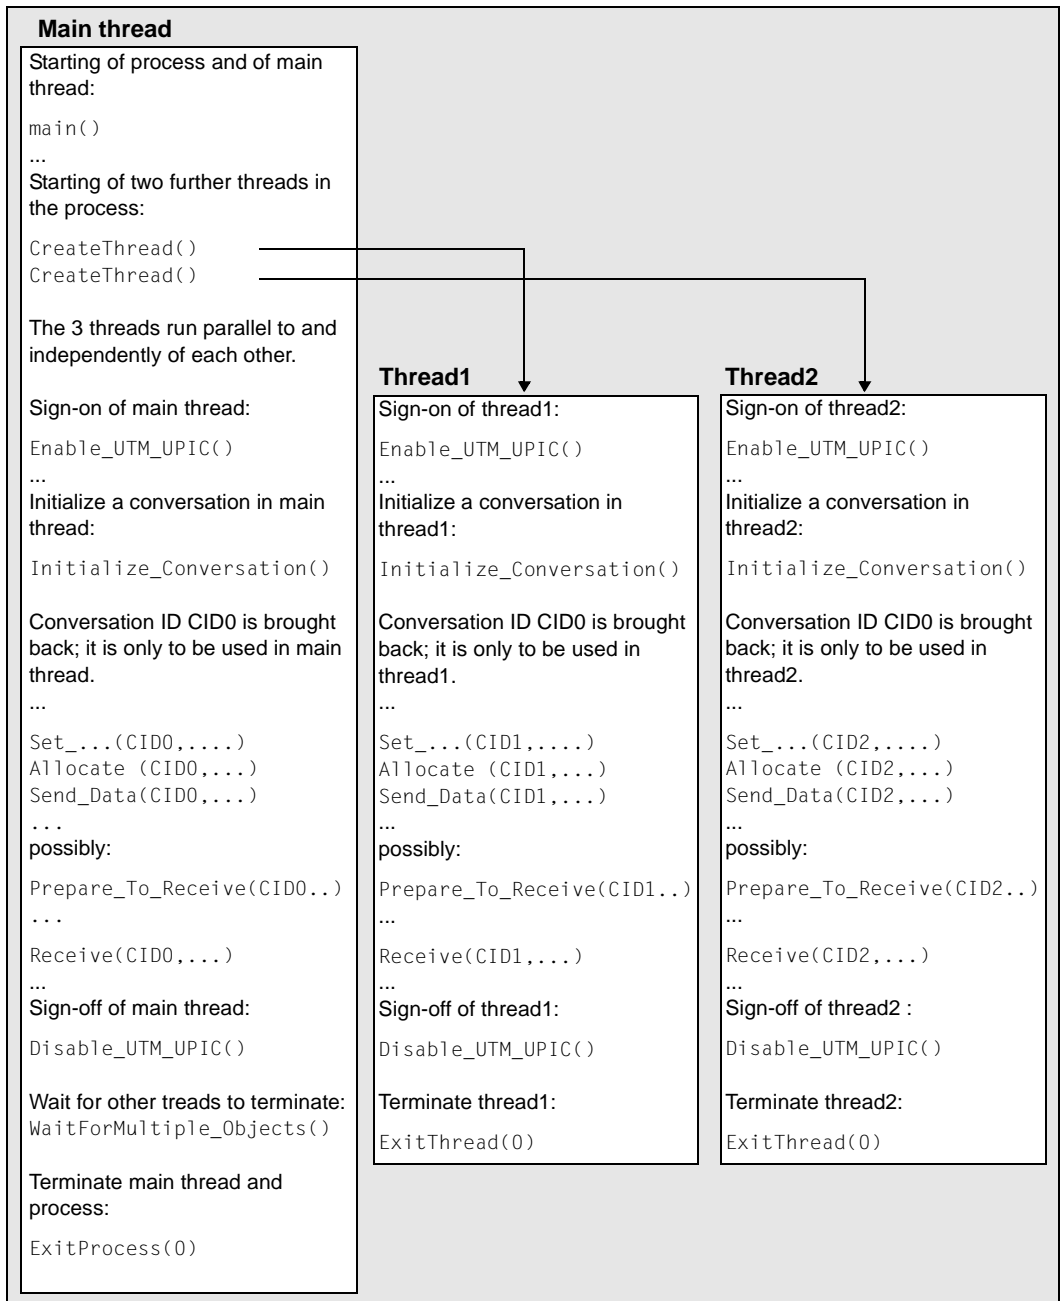 Main thread
Starting of process and of main
thread:
main()
...
Starting of two further threads in
the process:
CreateThread()
CreateThread()
The 3 threads run parallel to and
independently of each other.
Sign-on of main thread:
Enable_UTM_UPIC()
...
Initialize a conversation in main
thread:
Initialize_Conversation()
Conversation ID CID0 is brought
back; it is only to be used in main
thread.
...
Set_...(CID0,....)
Allocate (CID0,...)
Send_Data(CID0,...)
...
possibly:
Prepare_To_Receive(CID0..)
...
Receive(CID0,...)
...
Sign-off of main thread:
Disable_UTM_UPIC()
Wait for other treads to terminate:
WaitForMultiple_Objects()
Terminate main thread and
process:
ExitProcess(0)
Thread1
Sign-on of thread1:
Enable_UTM_UPIC()
...
Initialize a conversation in
thread1:
Initialize_Conversation()
Conversation ID CID0 is brought
back; it is only to be used in
thread1.
...
Set_...(CID1,....)
Allocate (CID1,...)
Send_Data(CID1,...)
...
possibly:
Prepare_To_Receive(CID1..)
...
Receive(CID1,...)
...
Sign-off of thread1:
Disable_UTM_UPIC()
Terminate thread1:
ExitThread(0)
Thread2
Sign-on of thread2:
Enable_UTM_UPIC()
...
Initialize a conversation in
thread2:
Initialize_Conversation()
Conversation ID CID0 is brought
back; it is only to be used in
thread2.
...
Set_...(CID2,....)
Allocate (CID2,...)
Send_Data(CID2,...)
...
possibly:
Prepare_To_Receive(CID2..)
...
Receive(CID2,...)
...
Sign-off of thread2 :
Disable_UTM_UPIC()
Terminate thread2:
ExitThread(0)